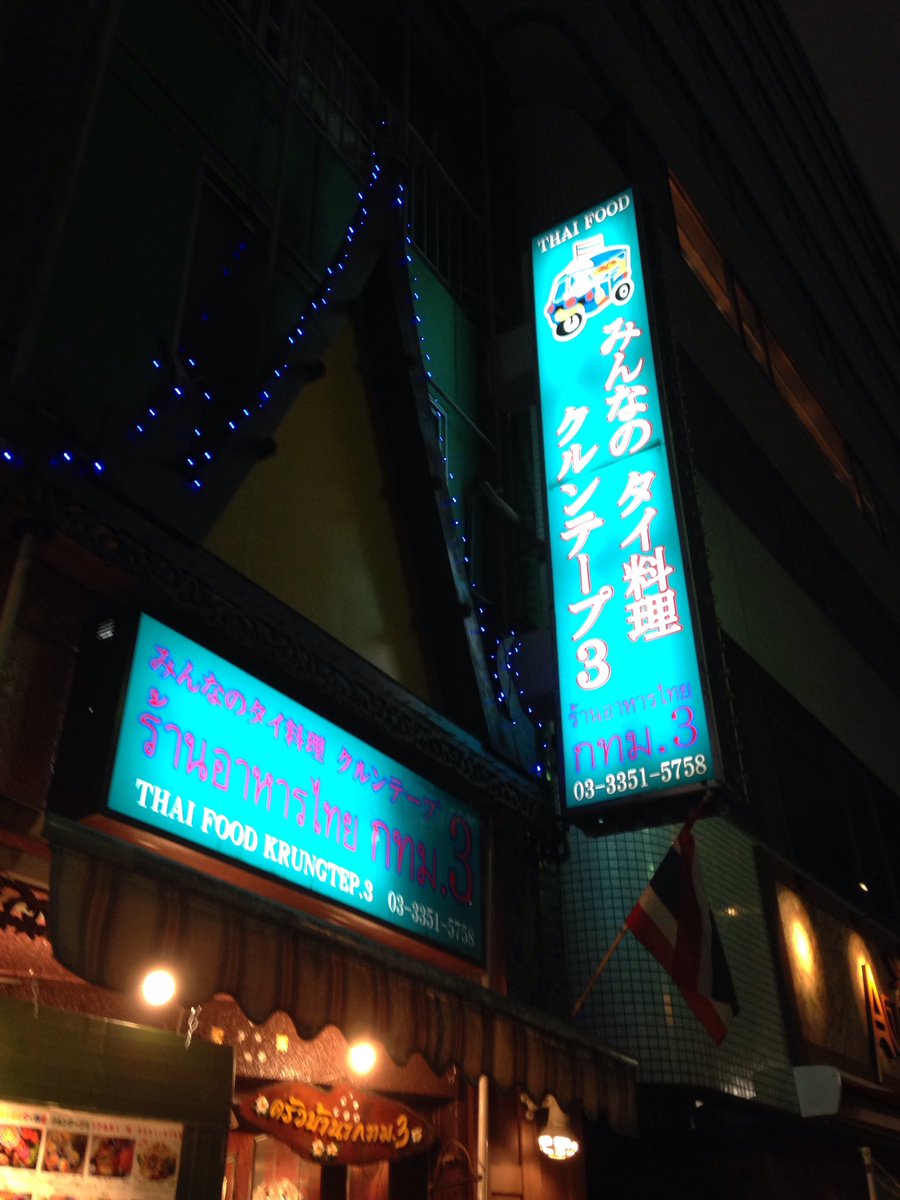 THAI FOOD
みんなの タイ料理
クルンテープ3
ร้านอาหารไทย
กทม.3
03-3351-5758
みんなのタイ料理 クルンテープ
ร้านอาหารไทย กทม.3
THAI FOOD KRUNGTEP.3 03-3351-5758
กทม.3